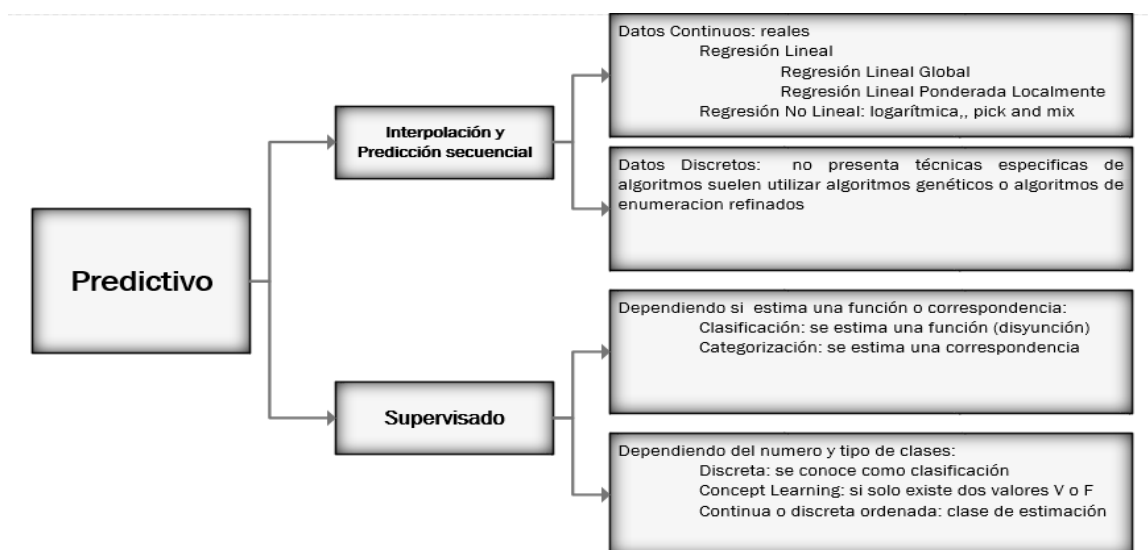 Predictivo
Interpolación y
Predicción secuencial
Datos Continuos: reales
Regresión Lineal
Regresión Lineal Global
Regresión Lineal Ponderada Localmente
Regresión No Lineal: logarítmica,, pick and mix
Datos Discretos: no presenta técnicas especificas de
algoritmos suelen utilizar algoritmos genéticos o algoritmos de
enumeracion refinados
Supervisado
Dependiendo si estima una función o correspondencia:
Clasificación: se estima una función (disyunción)
Categorización: se estima una correspondencia
Dependiendo del numero y tipo de clases:
Discreta: se conoce como clasificación
Concept Learning: si solo existe dos valores V o F
Continua o discreta ordenada: clase de estimación